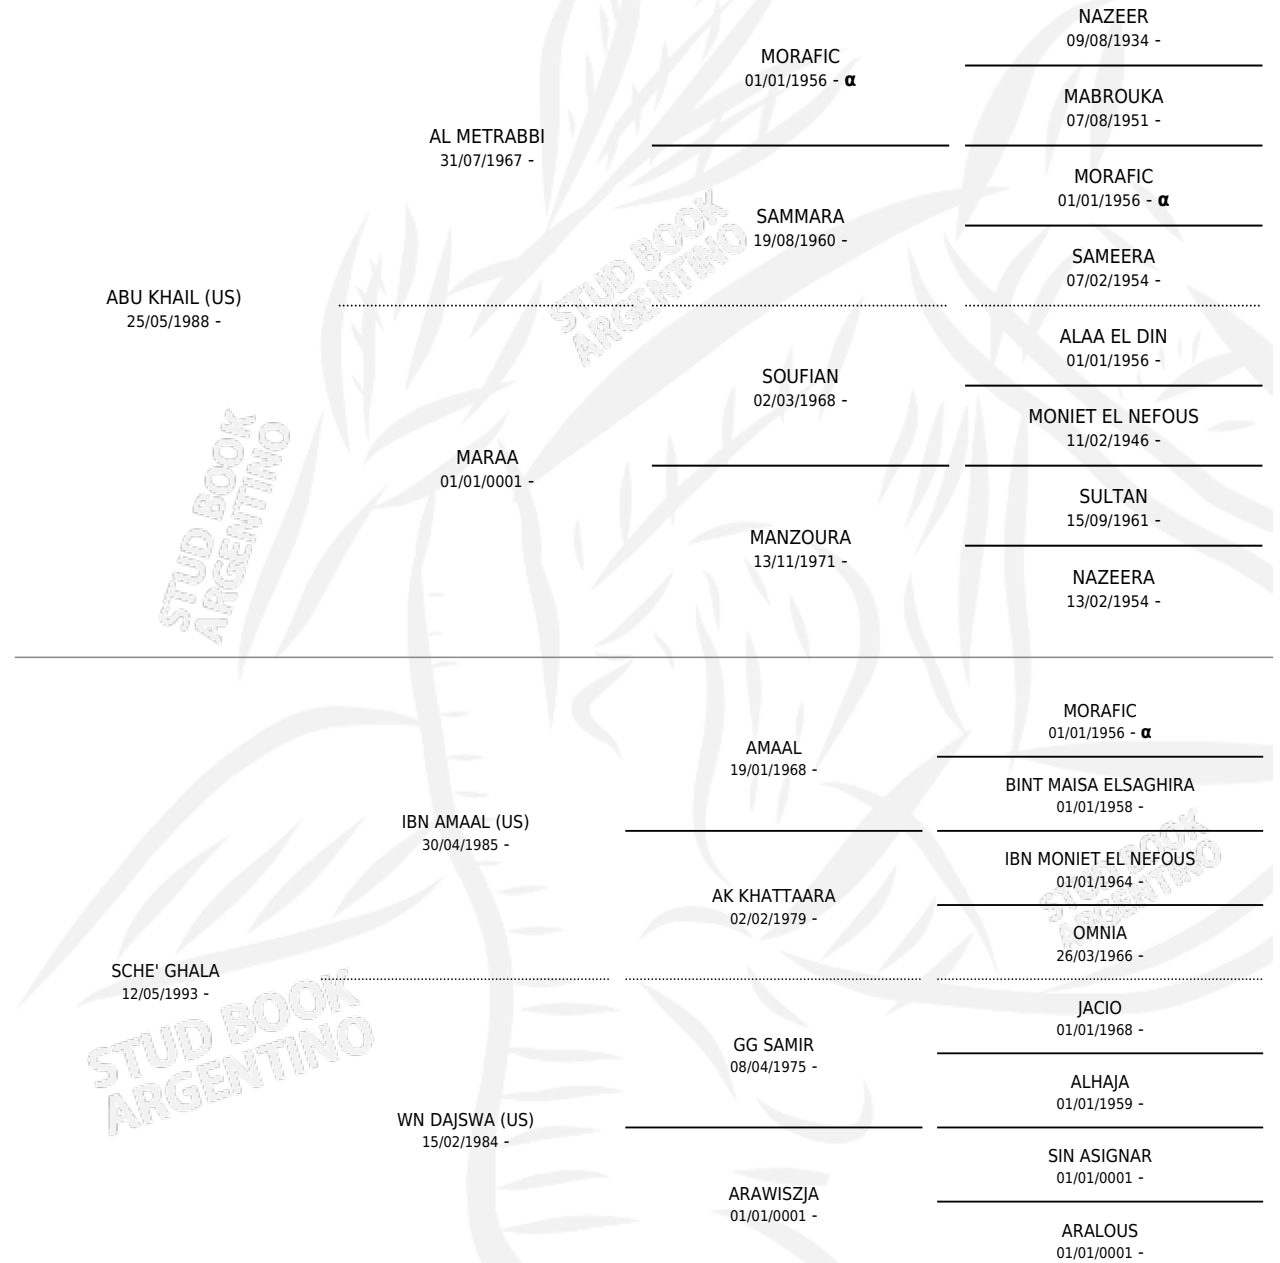 NAZEER
09/08/1934 -
MORAFIC
01/01/1956 - α
MABROUKA
07/08/1951 -
AL METRABBI
31/07/1967 -
MORAFIC
01/01/1956 - α
SAMMARA
19/08/1960 -
SAMEERA
07/02/1954 -
ABU KHAIL (US)
25/05/1988 -
ALAA EL DIN
01/01/1956 -
SOUFIAN
02/03/1968 -
MONIET EL NEFOUS
11/02/1946 -
MARAA
01/01/0001 -
SULTAN
15/09/1961 -
MANZOURA
13/11/1971 -
NAZEERA
13/02/1954 -
MORAFIC
01/01/1956 - α
AMAAL
19/01/1968 -
BINT MAISA ELSAGHIRA
01/01/1958 -
IBN AMAAL (US)
30/04/1985 -
IBN MONIET EL NEFOUS
01/01/1964 -
AK KHATTAARA
02/02/1979 -
OMNIA
26/03/1966 -
SCHE' GHALA
12/05/1993 -
JACIO
01/01/1968 -
GG SAMIR
08/04/1975 -
ALHAJA
01/01/1959 -
WN DAJSWA (US)
15/02/1984 -
SIN ASIGNAR
01/01/0001 -
ARAWISZJA
01/01/0001 -
ARALOUS
01/01/0001 -
STUD BOOK
ARGENTINO
STUD BOOK
ARGENTINO
STUD BOOK
ARGENTINO
STUD BOOK
ARGENTINO